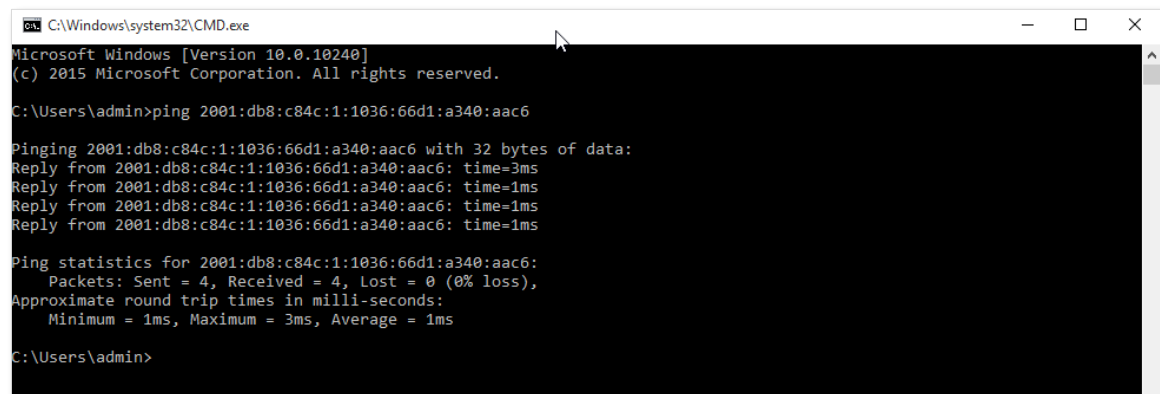 C:\Windows\system32\CMD.exe
Microsoft Windows [Version 10.0.10240]
(c) 2015 Microsoft Corporation. All rights reserved.
C:\Users\admin>ping 2001:db8:c84c:1:1036:66d1:a340:aac6
Pinging 2001:db8:c84c:1:1036:66d1:a340:aac6 with 32 bytes of data:
Reply from 2001:db8:c84c:1:1036:66d1:a340:aac6: time=3ms
Reply from 2001:db8:c84c:1:1036:66d1:a340:aac6: time=1ms
Reply from 2001:db8:c84c:1:1036:66d1:a340:aac6: time=1ms
Reply from 2001:db8:c84c:1:1036:66d1:a340:aac6: time=1ms
Ping statistics for 2001:db8:c84c:1:1036:66d1:a340:aac6:
    Packets: Sent = 4, Received = 4, Lost = 0 (0% loss),
Approximate round trip times in milli-seconds:
    Minimum = 1ms, Maximum = 3ms, Average = 1ms
C:\Users\admin>